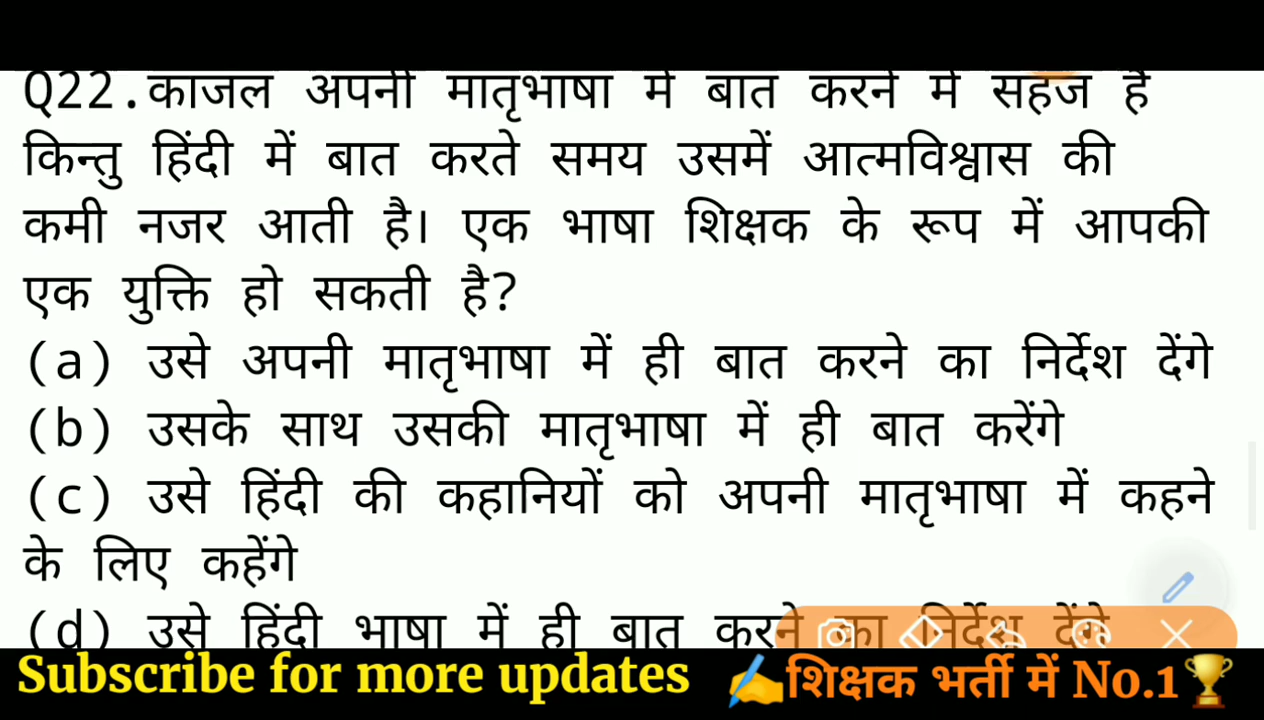 Q22.काजल अपनी मातृभाषा में बात करने में सहज है
किन्तु हिंदी में बात करते समय उसमें आत्मविश्वास की
कमी नजर आती है। एक भाषा शिक्षक के रूप में आपकी
एक युक्ति हो सकती है?
(a) उसे अपनी मातृभाषा में ही बात करने का निर्देश देंगे
(b) उसके साथ उसकी मातृभाषा में ही बात करेंगे
(c) उसे हिंदी की कहानियों को अपनी मातृभाषा में कहने
के लिए कहेंगे
(d) उसे हिंदी भाषा में ही बात करने का निर्देश देंगे
Subscribe for more updates
✍️शिक्षक भर्ती में No.1🏆